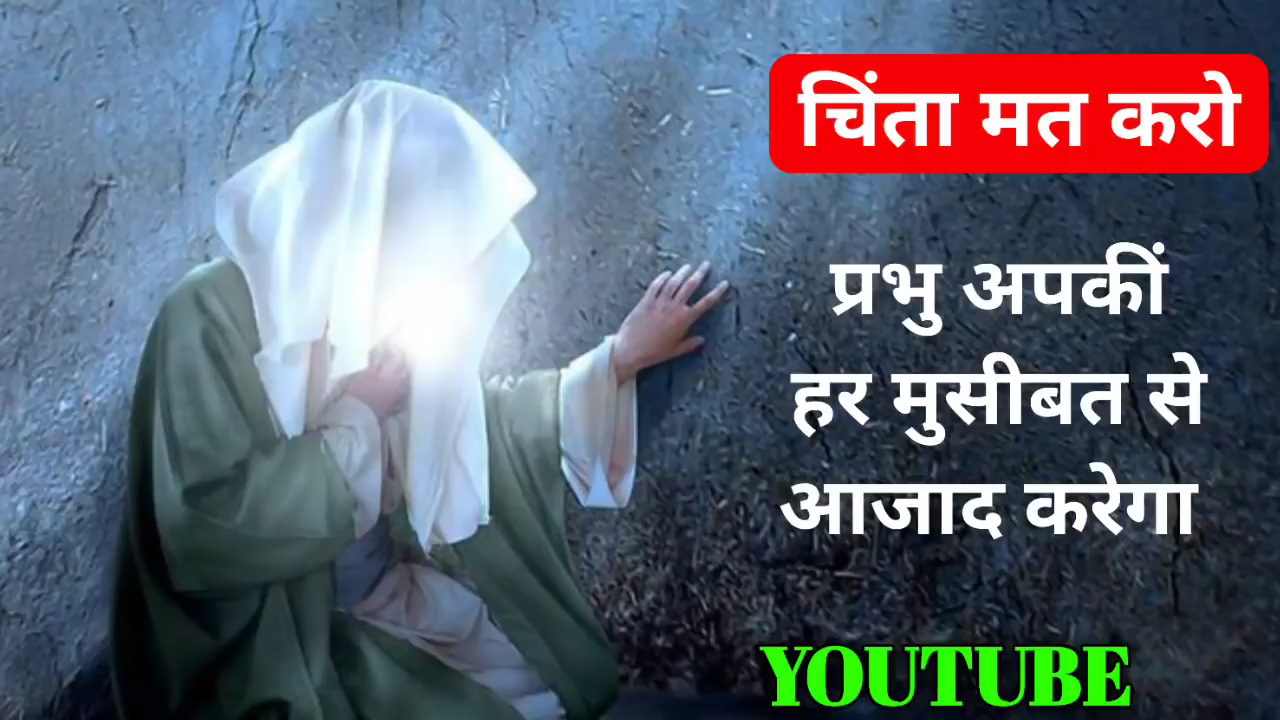 चिंता मत करो
प्रभु अपकीं
हर मुसीबत से
आजाद करेगा
YOUTUBE